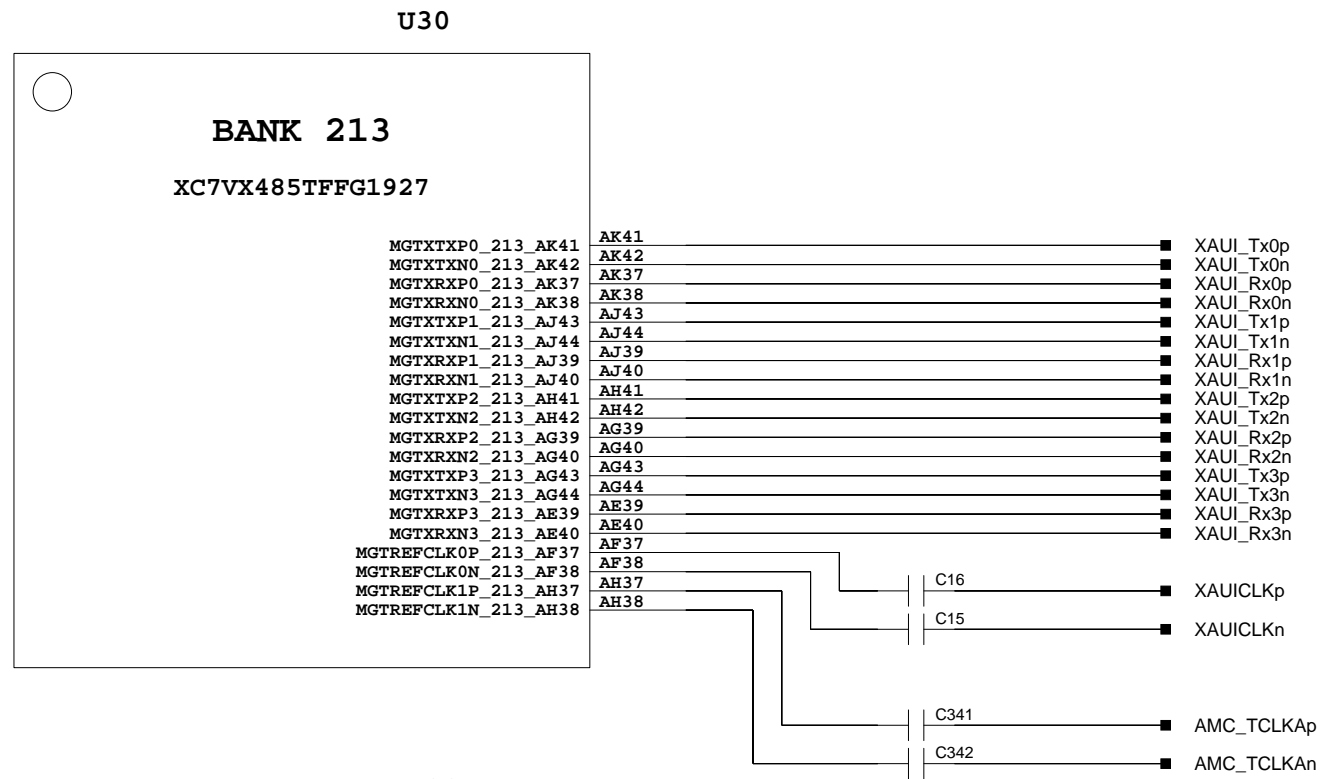 U30
BANK 213
XC7VX485TFFG1927
MGTXTXP0_213_AK41 AK41 XAUI_Tx0p
MGTXTXN0_213_AK42 AK42 XAUI_Tx0n
MGTXRXP0_213_AK37 AK37 XAUI_Rx0p
MGTXRXN0_213_AK38 AK38 XAUI_Rx0n
MGTXTXP1_213_AJ43 AJ43 XAUI_Tx1p
MGTXTXN1_213_AJ44 AJ44 XAUI_Tx1n
MGTXRXP1_213_AJ39 AJ39 XAUI_Rx1p
MGTXRXN1_213_AJ40 AJ40 XAUI_Rx1n
MGTXTXP2_213_AH41 AH41 XAUI_Tx2p
MGTXTXN2_213_AH42 AH42 XAUI_Tx2n
MGTXRXP2_213_AG39 AG39 XAUI_Rx2p
MGTXRXN2_213_AG40 AG40 XAUI_Rx2n
MGTXTXP3_213_AG43 AG43 XAUI_Tx3p
MGTXTXN3_213_AG44 AG44 XAUI_Tx3n
MGTXRXP3_213_AE39 AE39 XAUI_Rx3p
MGTXRXN3_213_AE40 AE40 XAUI_Rx3n
MGTREFCLK0P_213_AF37 AF37
MGTREFCLK0N_213_AF38 AF38
MGTREFCLK1P_213_AH37 AH37
MGTREFCLK1N_213_AH38 AH38
C16 XAUICLKp
C15 XAUICLKn
C341 AMC_TCLKAp
C342 AMC_TCLKAn